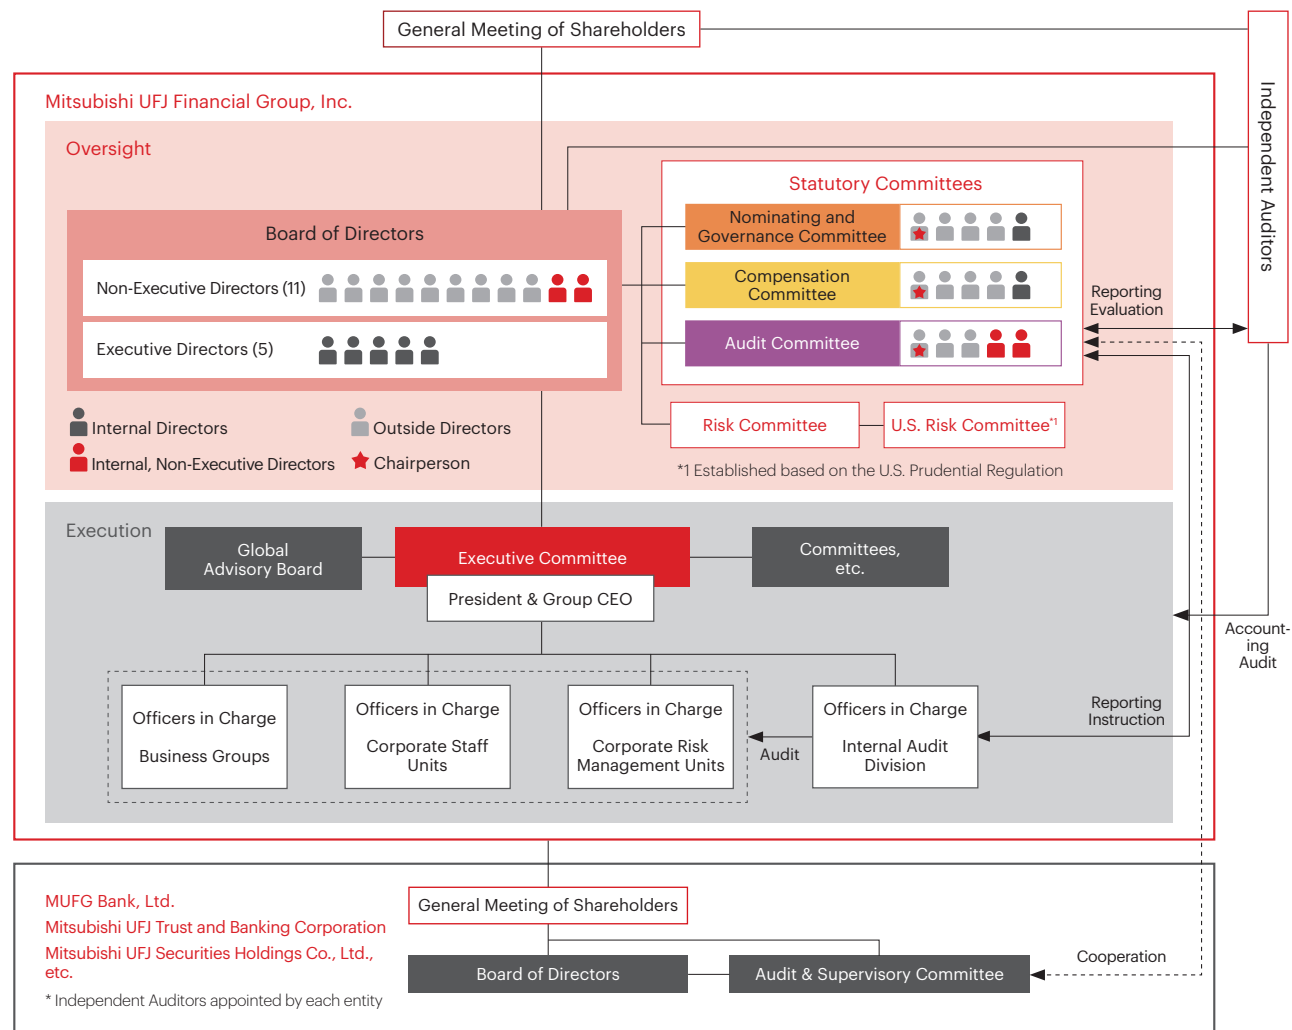 General Meeting of Shareholders
Independent Auditors
Mitsubishi UFJ Financial Group, Inc.
Oversight
Statutory Committees
Nominating and
Governance Committee
Board of Directors
Compensation
Committee
Non-Executive Directors (11)
Reporting
Evaluation
Audit Committee
Executive Directors (5)
Internal Directors
Outside Directors
Risk Committee
U.S. Risk Committee*1
Internal, Non-Executive Directors
Chairperson
*1 Established based on the U.S. Prudential Regulation
Execution
Global
Advisory Board
Executive Committee
Committees,
etc.
President & Group CEO
Account-
ing
Audit
Officers in Charge
Business Groups
Officers in Charge
Corporate Staff
Units
Officers in Charge
Corporate Risk
Management Units
Audit
Officers in Charge
Internal Audit
Division
Reporting
Instruction
MUFG Bank, Ltd.
Mitsubishi UFJ Trust and Banking Corporation
Mitsubishi UFJ Securities Holdings Co., Ltd.,
etc.
* Independent Auditors appointed by each entity
General Meeting of Shareholders
Board of Directors
Audit & Supervisory Committee
Cooperation